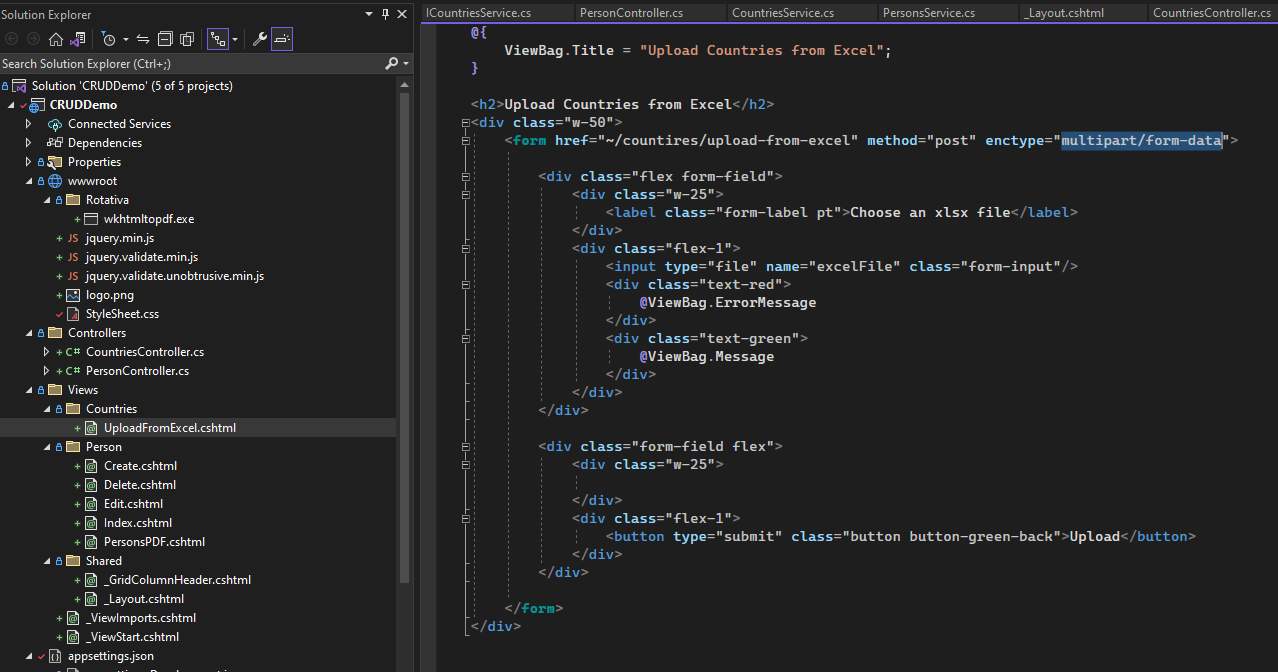 Solution Explorer
Search Solution Explorer (Ctrl+;)
Solution 'CRUDDemo' (5 of 5 projects)
CRUDDemo
Connected Services
Dependencies
Properties
wwwroot
Rotativa
wkhtmltopdf.exe
JS jquery.min.js
JS jquery.validate.min.js
JS jquery.validate.unobtrusive.min.js
logo.png
StyleSheet.css
Controllers
C# CountriesController.cs
C# PersonController.cs
Views
Countries
UploadFromExcel.cshtml
Person
Create.cshtml
Delete.cshtml
Edit.cshtml
Index.cshtml
PersonsPDF.cshtml
Shared
_GridColumnHeader.cshtml
_Layout.cshtml
_ViewImports.cshtml
_ViewStart.cshtml
appsettings.json
ICountriesService.cs PersonController.cs CountriesService.cs PersonsService.cs _Layout.cshtml CountriesController.cs
@{
ViewBag.Title = "Upload Countries from Excel";
}
<h2>Upload Countries from Excel</h2>
<div class="w-50">
<form href="~/countires/upload-from-excel" method="post" enctype="multipart/form-data">
<div class="flex form-field">
<div class="w-25">
<label class="form-label pt">Choose an xlsx file</label>
</div>
<div class="flex-1">
<input type="file" name="excelFile" class="form-input"/>
<div class="text-red">
@ViewBag.ErrorMessage
</div>
<div class="text-green">
@ViewBag.Message
</div>
</div>
</div>
<div class="form-field flex">
<div class="w-25">
</div>
<div class="flex-1">
<button type="submit" class="button button-green-back">Upload</button>
</div>
</div>
</form>
</div>